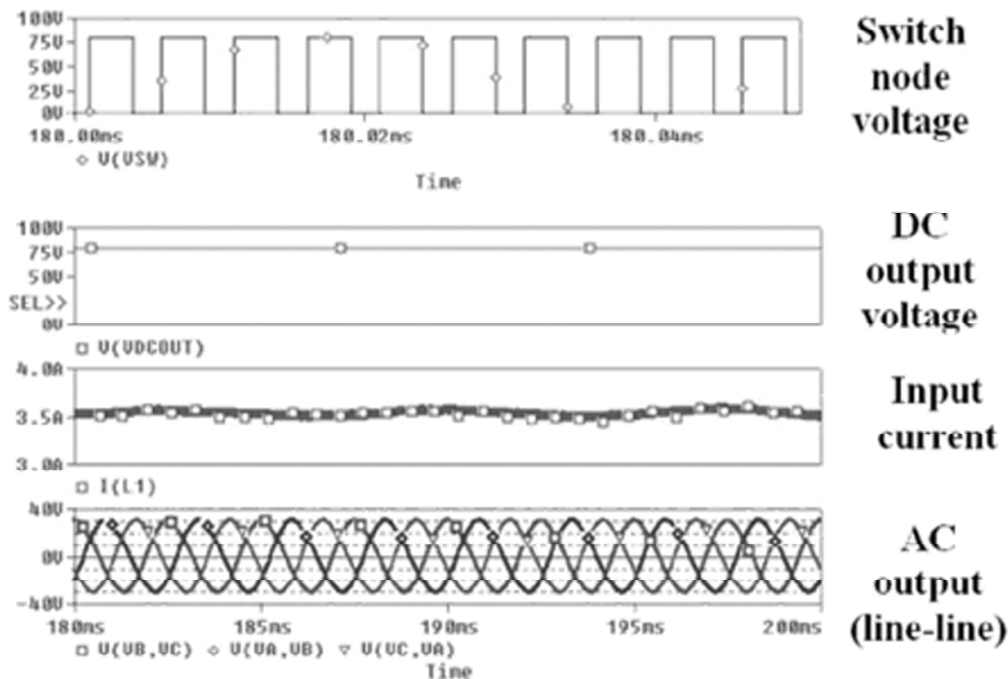 100V
75V
50V
25V
0V
180.00ms
180.02ms
180.04ms
V(VSW)
Time
Switch
node
voltage
100V
75V
50V
SEL>>
0V
V(VDCOUT)
DC
output
voltage
4.0A
3.5A
3.0A
I(L1)
Input
current
40V
0V
-40V
180ms
185ms
190ms
195ms
200ms
V(VB,VC) V(VA,VB) V(VC,VA)
Time
AC
output
(line-line)